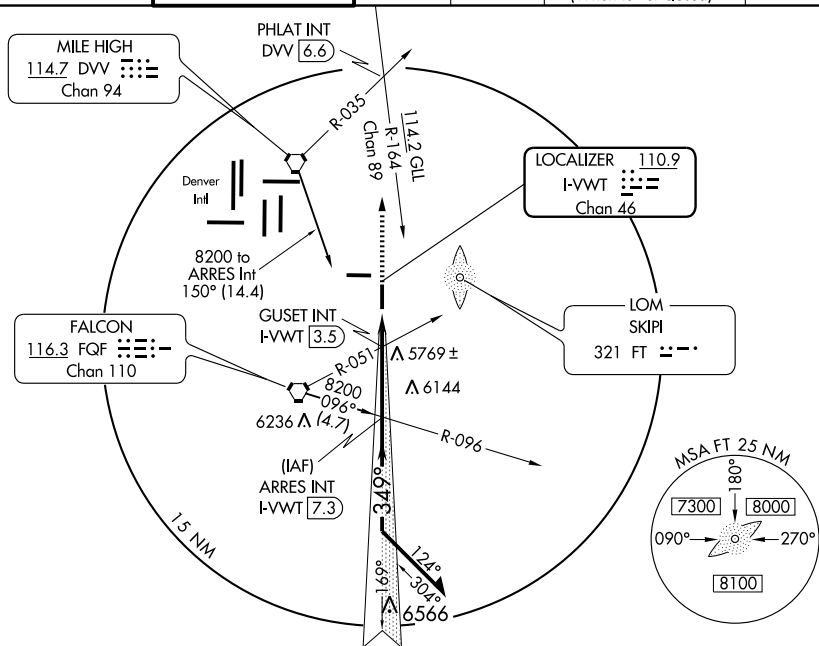 PHLAT INT
DVV 6.6
MILE HIGH
114.7 DVV
Chan 94
R-035
114.2 GLL
R-164
Chan 89
LOCALIZER 110.9
I-VWT
Chan 46
Denver
Intl
8200 to
ARRES Int
150° (14.4)
GUSET INT
I-VWT 3.5
LOM
SKIPI
321 FT
FALCON
116.3 FQF
Chan 110
R-051
5769 ±
6144
8200
096°
(4.7)
6236
R-096
(IAF)
ARRES INT
I-VWT 7.3
349°
MSA FT 25 NM
180°
7300
8000
090°
270°
8100
15 NM
124°
304°
169°
6566